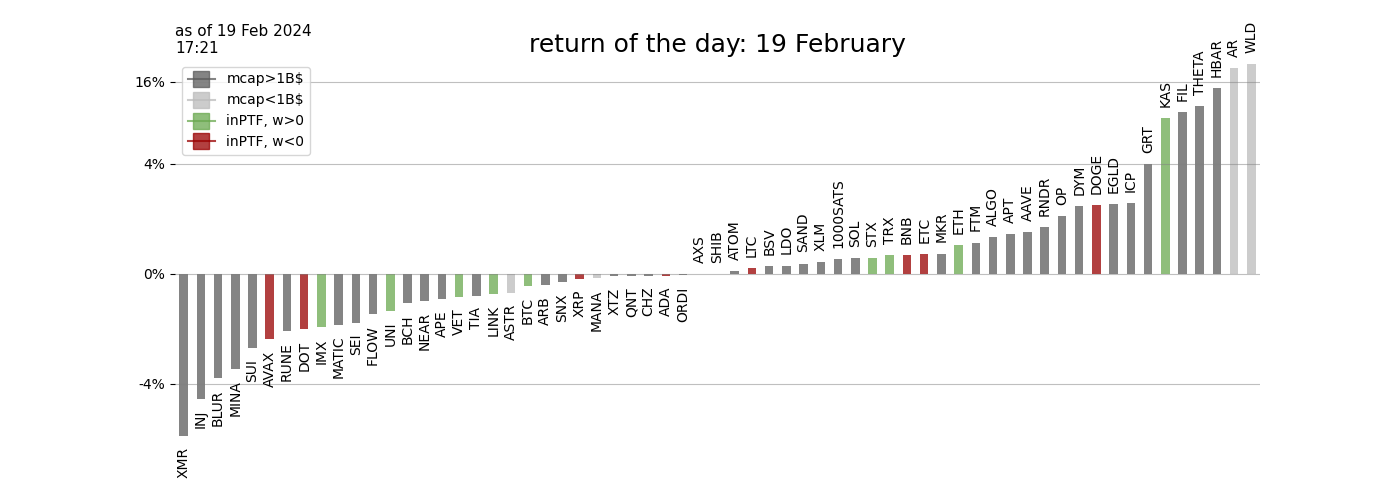 as of 19 Feb 2024
17:21
return of the day: 19 February
mcap>1B$
mcap<1B$
inPTF, w>0
inPTF, w<0
16%
4%
0%
-4%
XMR
INJ
BLUR
MINA
SUI
AVAX
RUNE
DOT
IMX
MATIC
SEI
FLOW
UNI
BCH
NEAR
APE
VET
TIA
LINK
ASTR
BTC
ARB
SNX
XRP
MANA
XTZ
QNT
CHZ
ADA
ORDI
AXS
SHIB
ATOM
LTC
BSV
LDO
SAND
XLM
1000SATS
SOL
STX
TRX
BNB
ETC
MKR
ETH
FTM
ALGO
APT
AAVE
RNDR
OP
DYM
DOGE
EGLD
ICP
GRT
KAS
FIL
THETA
HBAR
AR
WLD